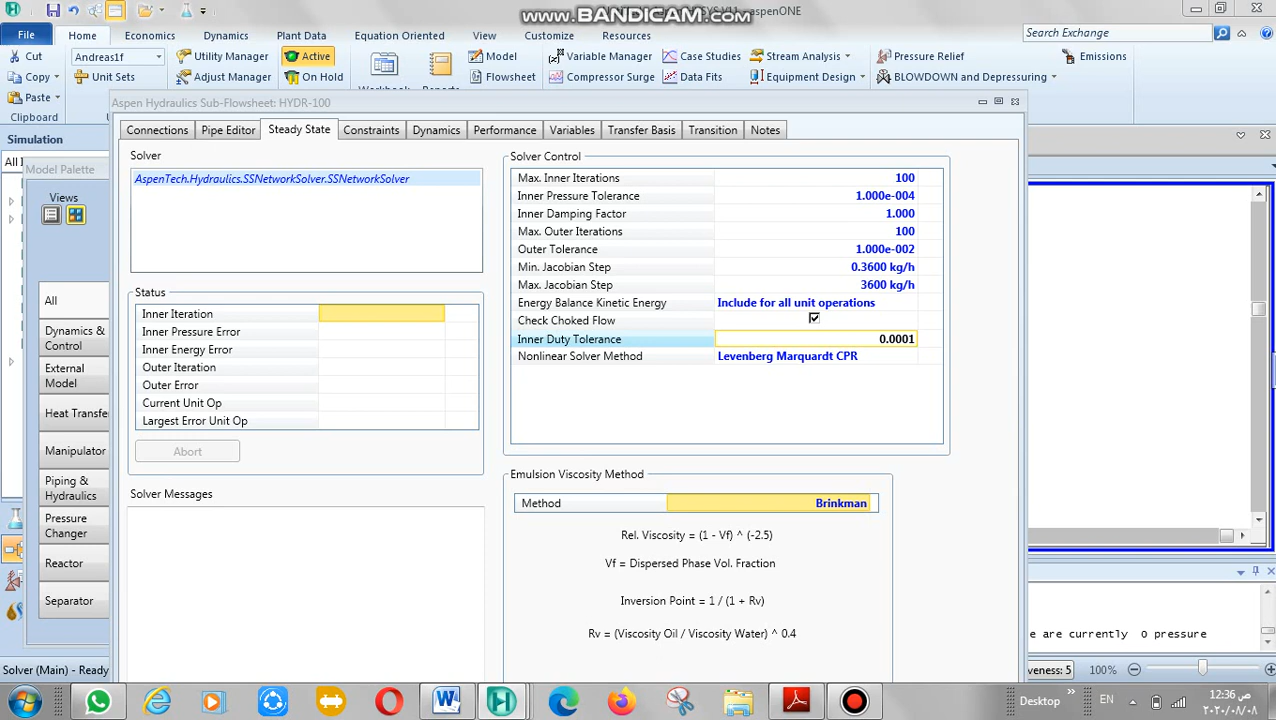 www.BANDICAM.com
aspenONE
File
Home
Economics
Dynamics
Plant Data
Equation Oriented
View
Customize
Resources
Search Exchange
Cut
Andreas1f
Utility Manager
Active
Model
Variable Manager
Case Studies
Stream Analysis
Pressure Relief
Emissions
Copy
Unit Sets
Adjust Manager
On Hold
Flowsheet
Compressor Surge
Data Fits
Equipment Design
BLOWDOWN and Depressuring
Paste
Clipboard
Aspen Hydraulics Sub-Flowsheet: HYDR-100
Connections
Pipe Editor
Steady State
Constraints
Dynamics
Performance
Variables
Transfer Basis
Transition
Notes
Simulation
Model Palette
Views
All
Dynamics &
Control
External
Model
Heat Transfe
Manipulator
Piping &
Hydraulics
Pressure
Changer
Reactor
Separator
Solver
AspenTech.Hydraulics.SSNetworkSolver.SSNetworkSolver
Status
Inner Iteration
Inner Pressure Error
Inner Energy Error
Outer Iteration
Outer Error
Current Unit Op
Largest Error Unit Op
Abort
Solver Messages
Solver Control
Max. Inner Iterations 100
Inner Pressure Tolerance 1.000e-004
Inner Damping Factor 1.000
Max. Outer Iterations 100
Outer Tolerance 1.000e-002
Min. Jacobian Step 0.3600 kg/h
Max. Jacobian Step 3600 kg/h
Energy Balance Kinetic Energy Include for all unit operations
Check Choked Flow
Inner Duty Tolerance 0.0001
Nonlinear Solver Method Levenberg Marquardt CPR
Emulsion Viscosity Method
Method Brinkman
Rel. Viscosity = (1 - Vf) ^ (-2.5)
Vf = Dispersed Phase Vol. Fraction
Inversion Point = 1 / (1 + Rv)
Rv = (Viscosity Oil / Viscosity Water) ^ 0.4
e are currently 0 pressure
Solver (Main) - Ready
iveness: 5
100%
Desktop
EN
12:36 ص
٢٠٢٠/٠٨/٠٨